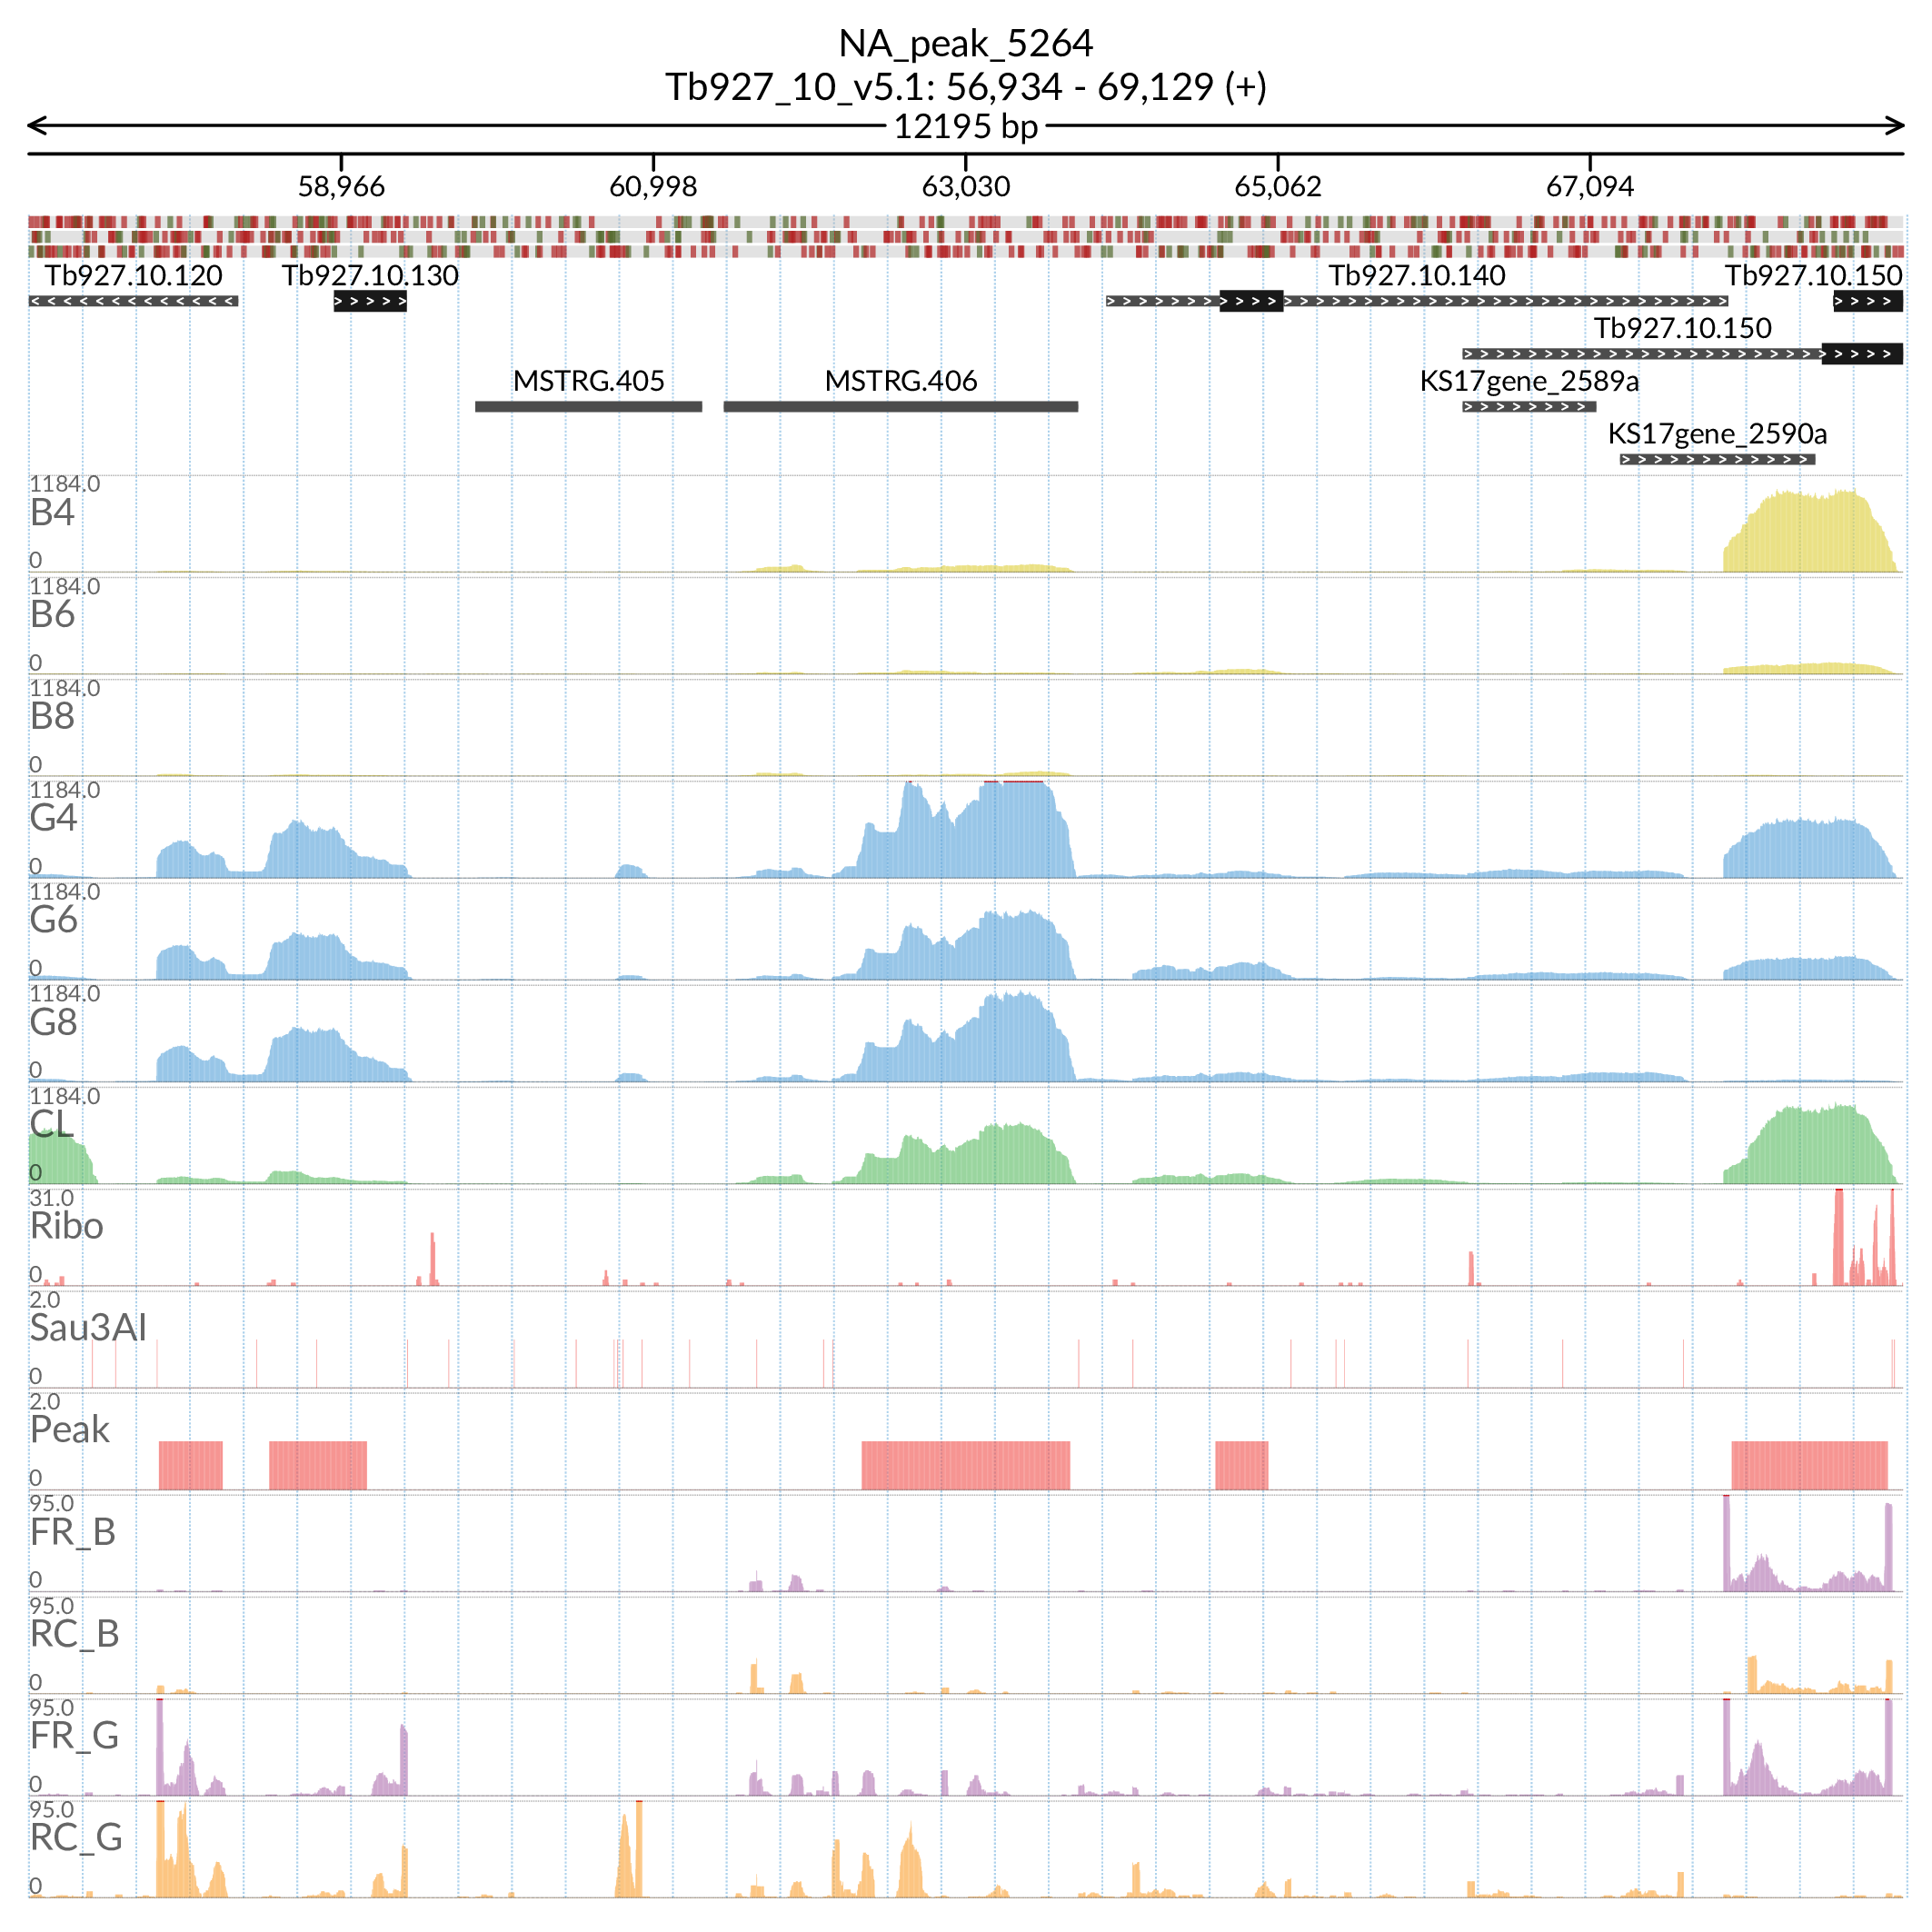 NA_peak_5264
Tb927_10_v5.1: 56,934 - 69,129 (+)
12195 bp
58,966 60,998 63,030 65,062 67,094
Tb927.10.120 Tb927.10.130 Tb927.10.140 Tb927.10.150
Tb927.10.150
MSTRG.405 MSTRG.406 KS17gene_2589a
KS17gene_2590a
1184.0
B4
0
1184.0
B6
0
1184.0
B8
0
1184.0
G4
0
1184.0
G6
0
1184.0
G8
0
1184.0
CL
0
31.0
Ribo
0
2.0
Sau3AI
0
2.0
Peak
0
95.0
FR_B
0
95.0
RC_B
0
95.0
FR_G
0
95.0
RC_G
0